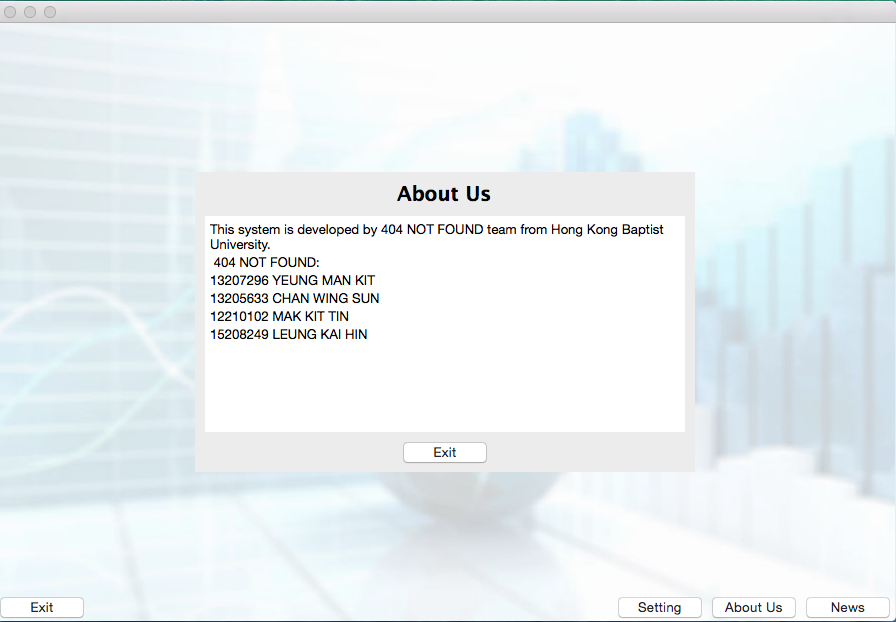 About Us
This system is developed by 404 NOT FOUND team from Hong Kong Baptist
University.
404 NOT FOUND:
13207296 YEUNG MAN KIT
13205633 CHAN WING SUN
12210102 MAK KIT TIN
15208249 LEUNG KAI HIN
Exit
Exit
Setting
About Us
News